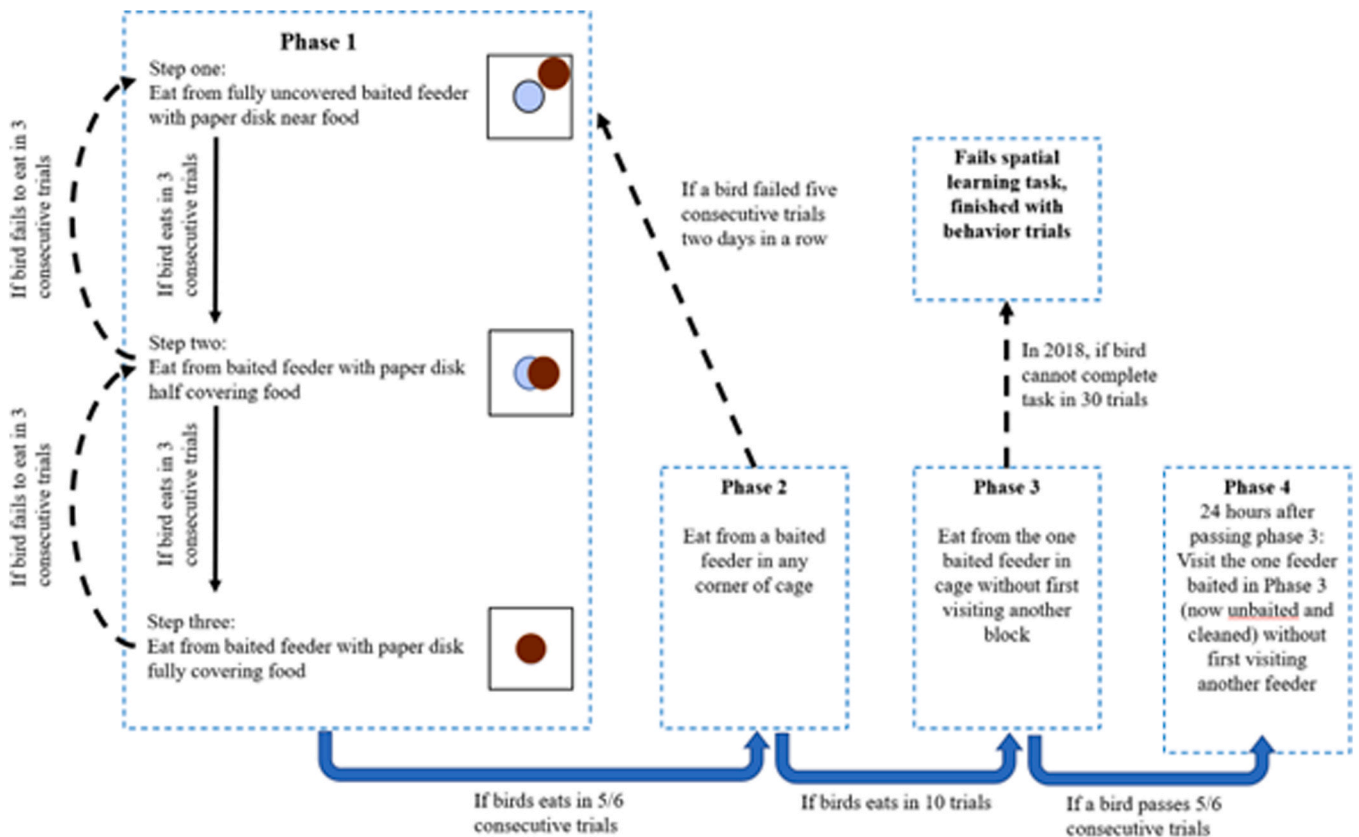 Phase 1
Step one:
Eat from fully uncovered baited feeder
with paper disk near food
If bird fails to eat in 3
consecutive trials
If bird eats in 3
consecutive trials
Step two:
Eat from baited feeder with paper disk
half covering food
If bird fails to eat in 3
consecutive trials
If bird eats in 3
consecutive trials
Step three:
Eat from baited feeder with paper disk
fully covering food
If a bird failed five
consecutive trials
two days in a row
Fails spatial
learning task,
finished with
behavior trials
In 2018, if bird
cannot complete
task in 30 trials
Phase 2
Eat from a baited
feeder in any
corner of cage
Phase 3
Eat from the one
baited feeder in
cage without first
visiting another
block
Phase 4
24 hours after
passing phase 3:
Visit the one feeder
baited in Phase 3
(now unbaited and
cleaned) without
first visiting
another feeder
If birds eats in 5/6
consecutive trials
If birds eats in 10 trials
If a bird passes 5/6
consecutive trials